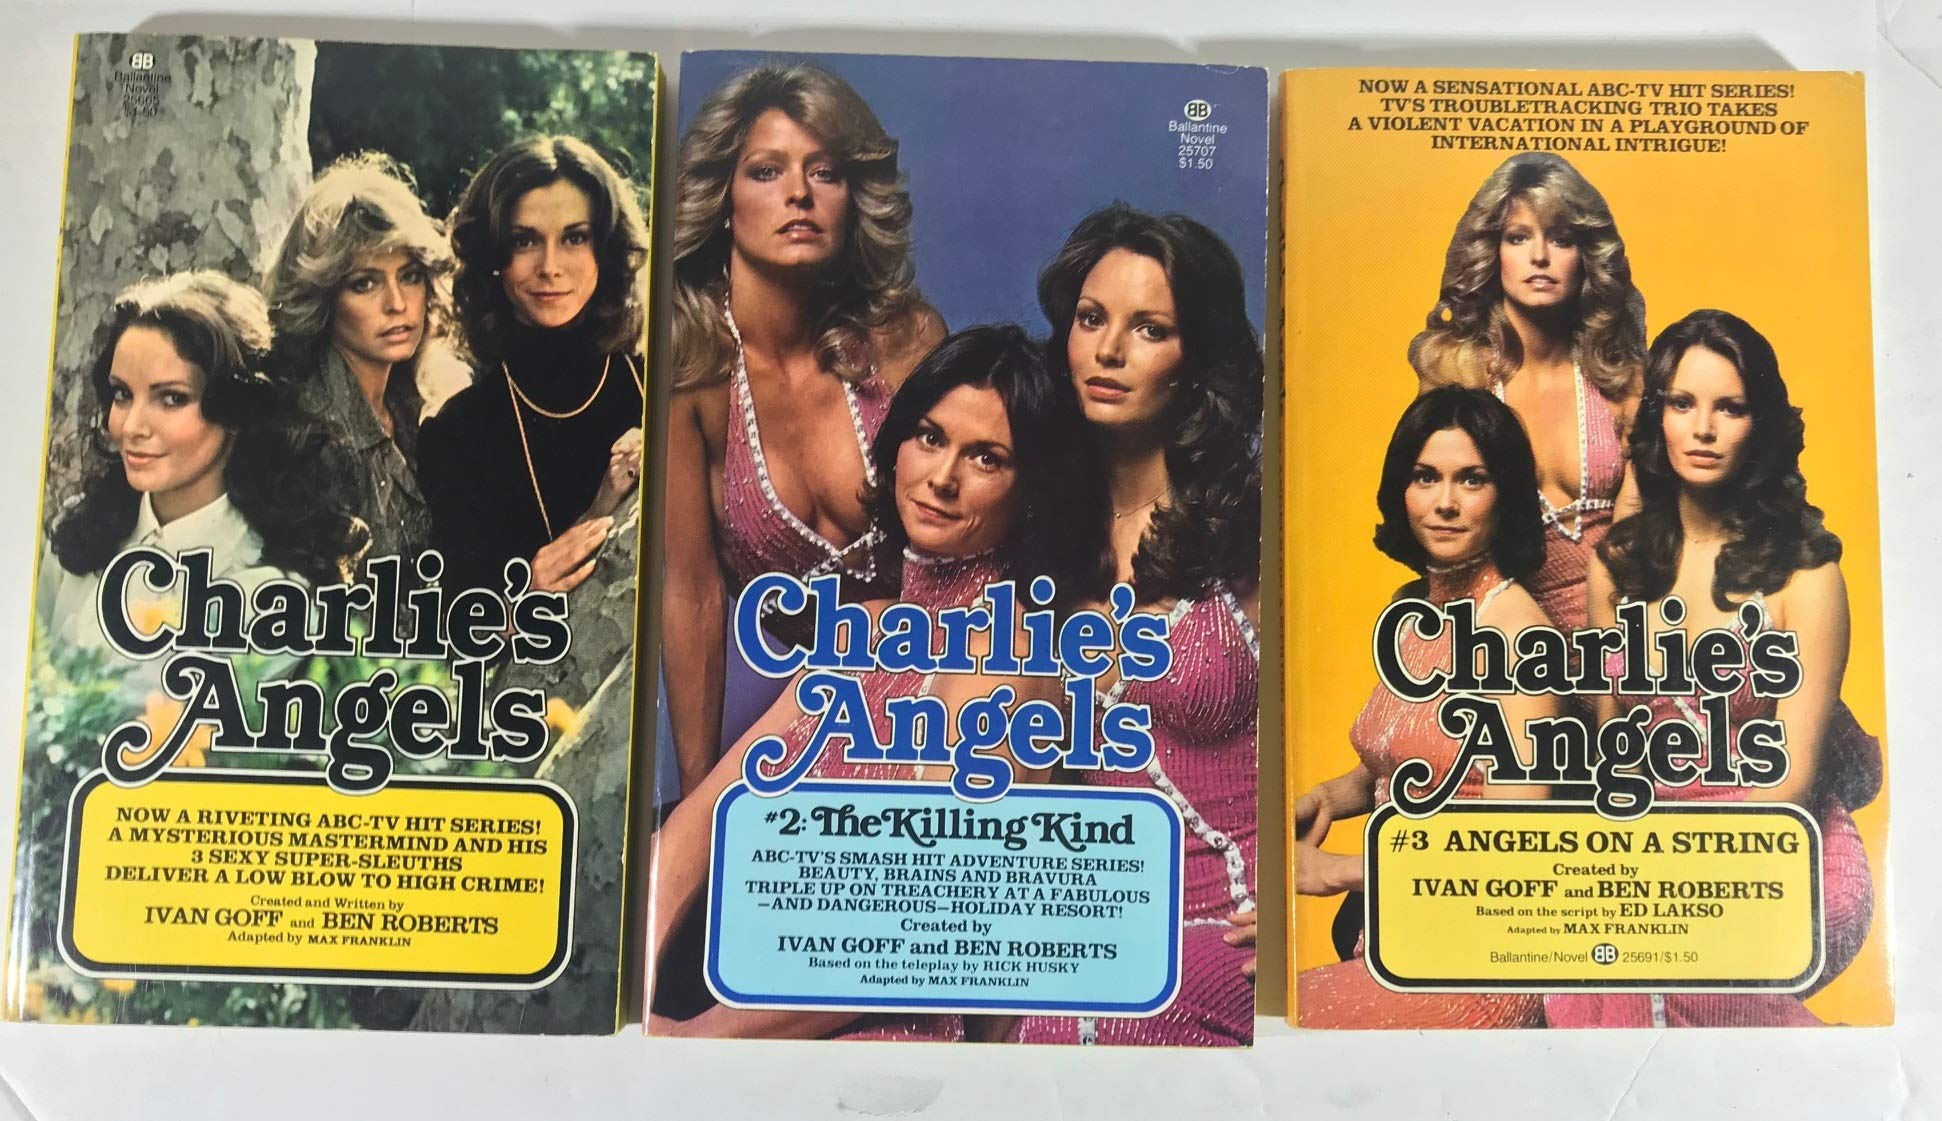 BB
Ballantine
Novel
25665
$1.50
Charlie's
Angels
NOW A RIVETING ABC-TV HIT SERIES!
A MYSTERIOUS MASTERMIND AND HIS
3 SEXY SUPER-SLEUTHS
DELIVER A LOW BLOW TO HIGH CRIME!
Created and Written by
IVAN GOFF and BEN ROBERTS
Adapted by MAX FRANKLIN
BB
Ballantine
Novel
25707
$1.50
Charlie's
Angels
#2: The Killing Kind
ABC-TV'S SMASH HIT ADVENTURE SERIES!
BEAUTY, BRAINS AND BRAVURA
TRIPLE UP ON TREACHERY AT A FABULOUS
—AND DANGEROUS—HOLIDAY RESORT!
Created by
IVAN GOFF and BEN ROBERTS
Based on the teleplay by RICK HUSKY
Adapted by MAX FRANKLIN
NOW A SENSATIONAL ABC-TV HIT SERIES!
TV'S TROUBLETRACKING TRIO TAKES
A VIOLENT VACATION IN A PLAYGROUND OF
INTERNATIONAL INTRIGUE!
Charlie's
Angels
#3 ANGELS ON A STRING
Created by
IVAN GOFF and BEN ROBERTS
Based on the script by ED LAKSO
Adapted by MAX FRANKLIN
Ballantine/Novel BB 25691/$1.50